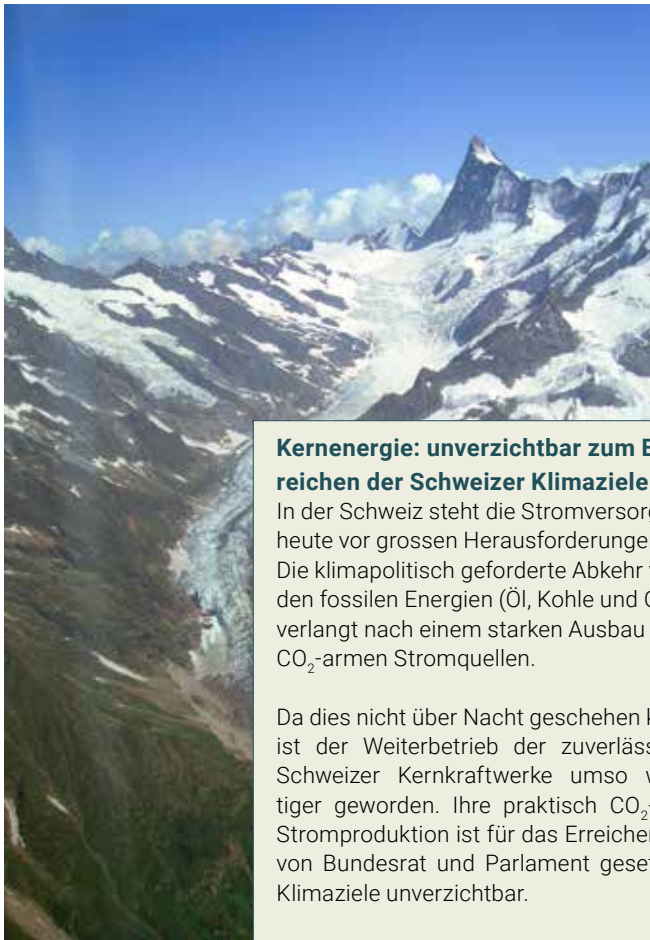 Kernenergie: unverzichtbar zum E
reichen der Schweizer Klimaziele
In der Schweiz steht die Stromversorg
heute vor grossen Herausforderunge
Die klimapolitisch geforderte Abkehr v
den fossilen Energien (Öl, Kohle und G
verlangt nach einem starken Ausbau
CO₂-armen Stromquellen.

Da dies nicht über Nacht geschehen k
ist der Weiterbetrieb der zuverläss
Schweizer Kernkraftwerke umso w
tiger geworden. Ihre praktisch CO₂-
Stromproduktion ist für das Erreichen
von Bundesrat und Parlament geset
Klimaziele unverzichtbar.